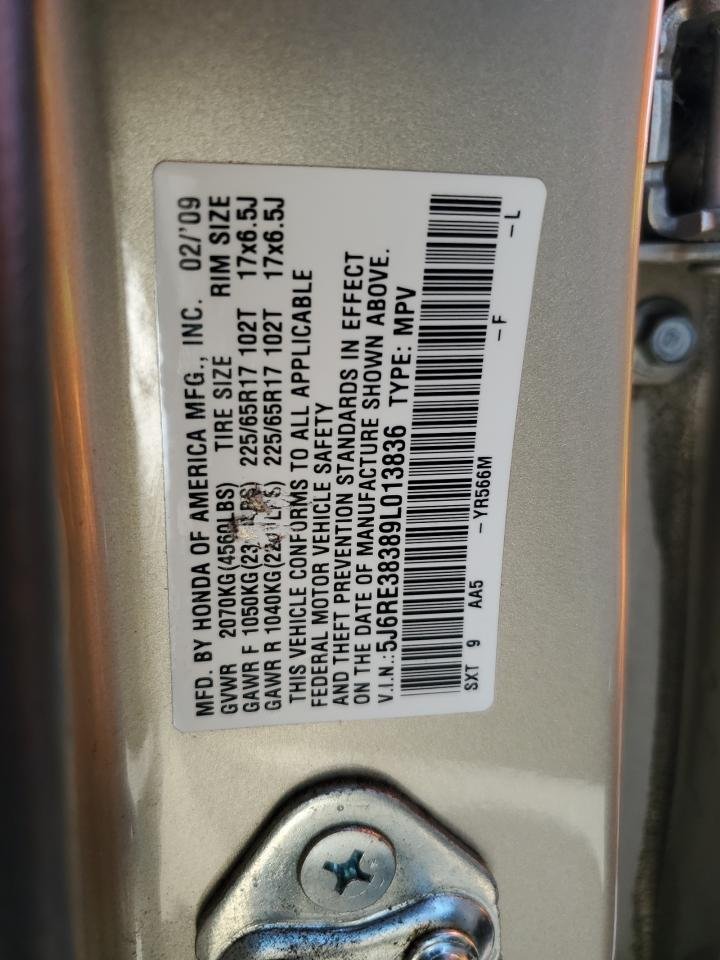 MFD. BY HONDA OF AMERICA MFG., INC. 02/'09
GVWR 2070KG(4560LBS) TIRE SIZE RIM SIZE
GAWR F 1050KG 225/65R17 102T 17x6.5J
GAWR R 1040KG 225/65R17 102T 17x6.5J
THIS VEHICLE CONFORMS TO ALL APPLICABLE
FEDERAL MOTOR VEHICLE SAFETY
AND THEFT PREVENTION STANDARDS IN EFFECT
ON THE DATE OF MANUFACTURE SHOWN ABOVE.
V.I.N.:5J6RE38389L013836 TYPE: MPV
SXT 9 AA5 -YR566M -F -L